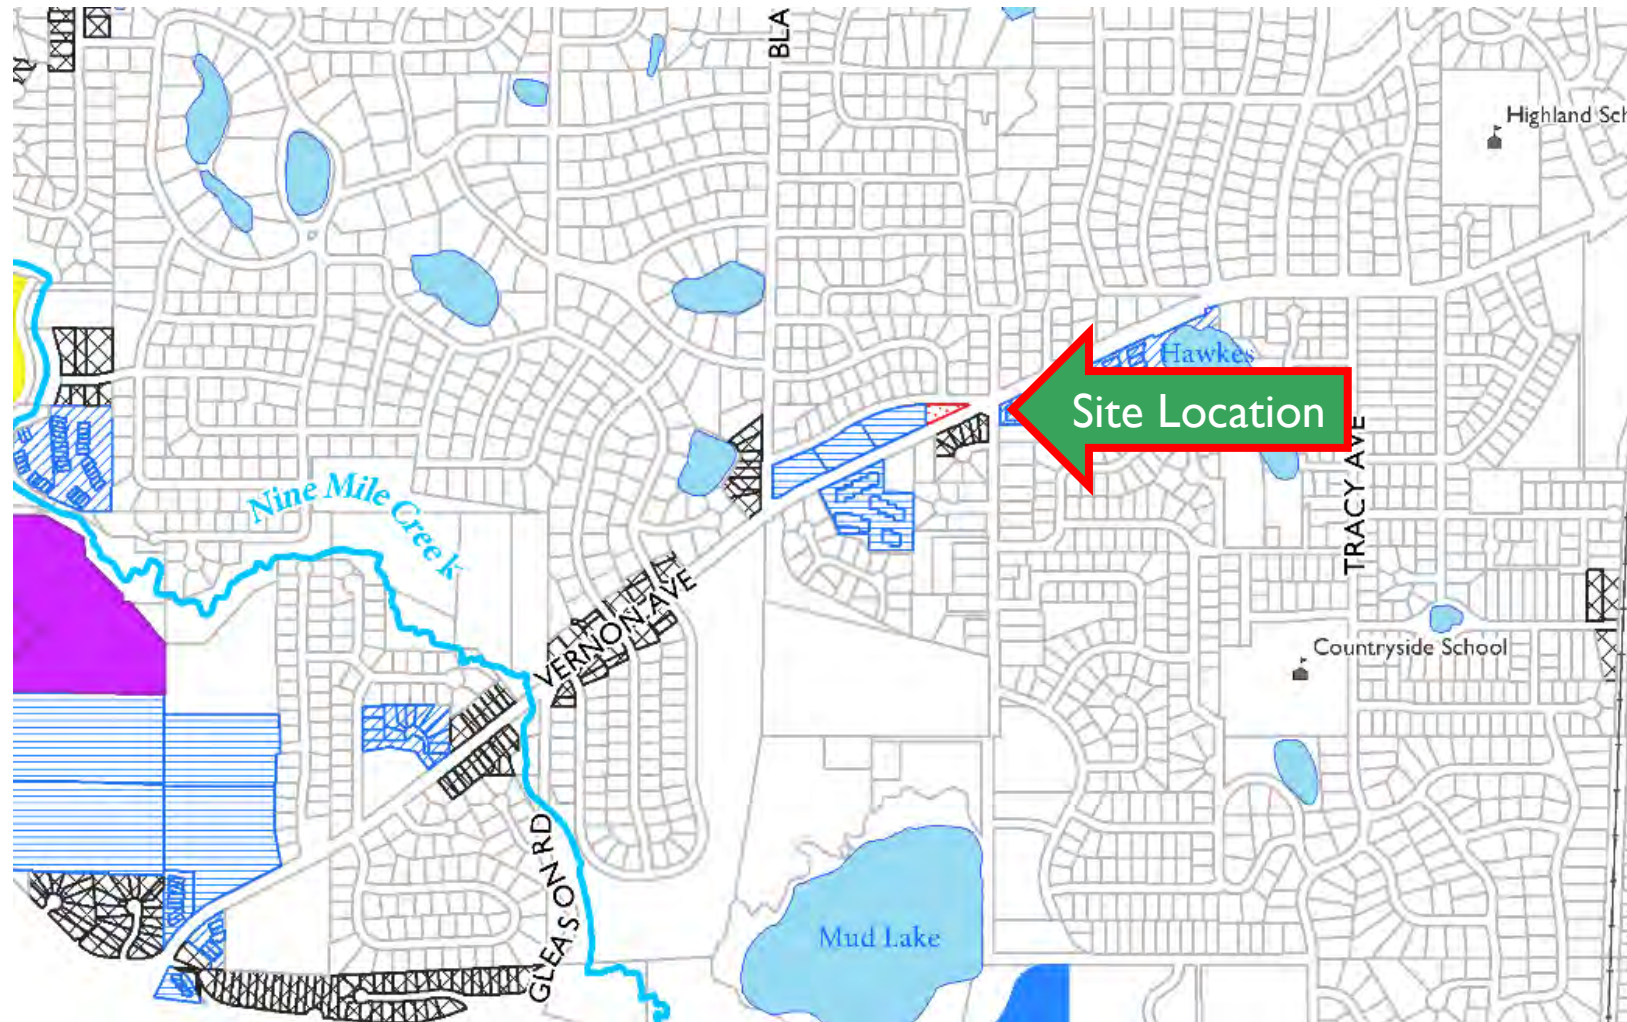 BLA
Highland Sch
Hawkes
Site Location
TRACY AVE
Nine Mile Creek
VERNON AVE
Countryside School
GLEASON RD
Mud Lake